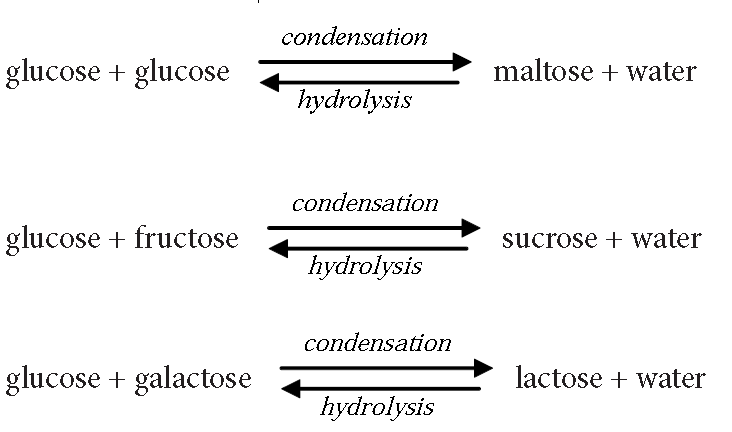 condensation
glucose + glucose maltose + water
hydrolysis
condensation
glucose + fructose sucrose + water
hydrolysis
condensation
glucose + galactose lactose + water
hydrolysis